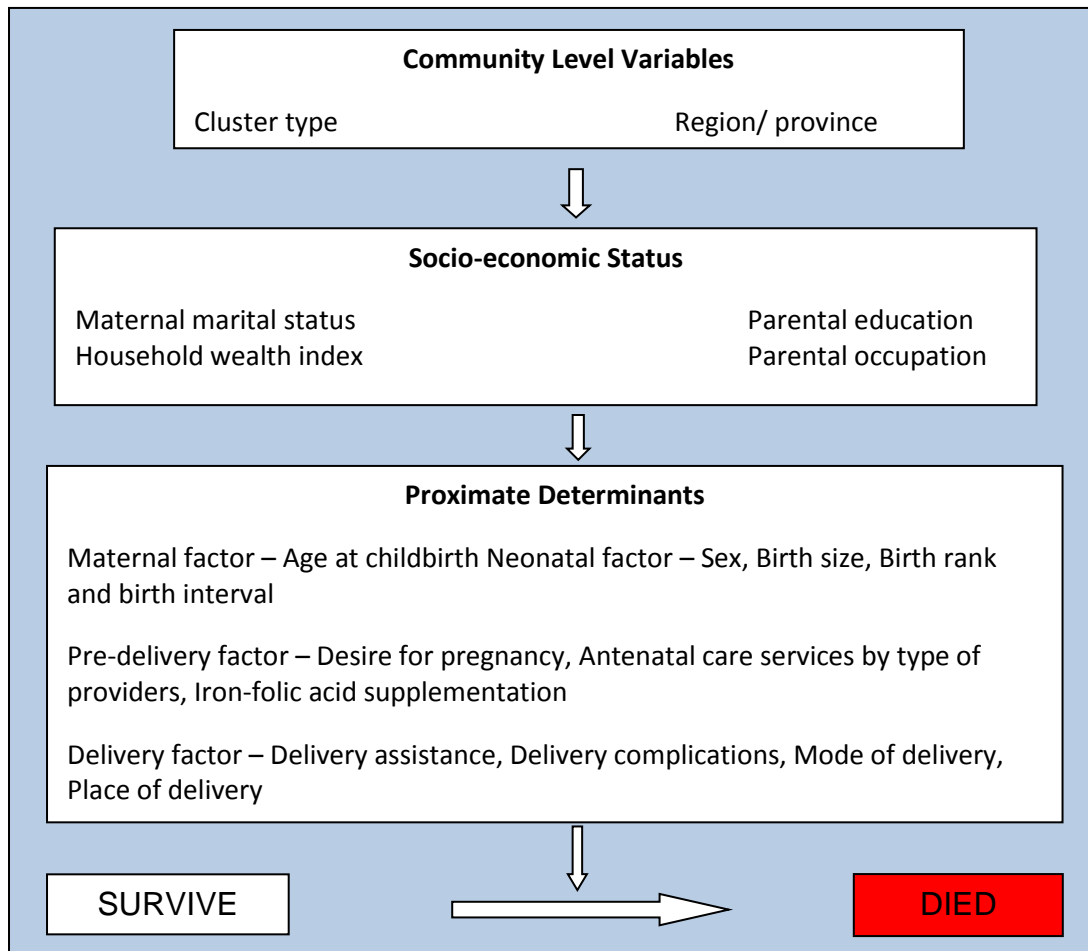 Community Level Variables
Cluster type Region/ province
Socio-economic Status
Maternal marital status Parental education
Household wealth index Parental occupation
Proximate Determinants
Maternal factor – Age at childbirth Neonatal factor – Sex, Birth size, Birth rank
and birth interval
Pre-delivery factor – Desire for pregnancy, Antenatal care services by type of
providers, Iron-folic acid supplementation
Delivery factor – Delivery assistance, Delivery complications, Mode of delivery,
Place of delivery
SURVIVE DIED